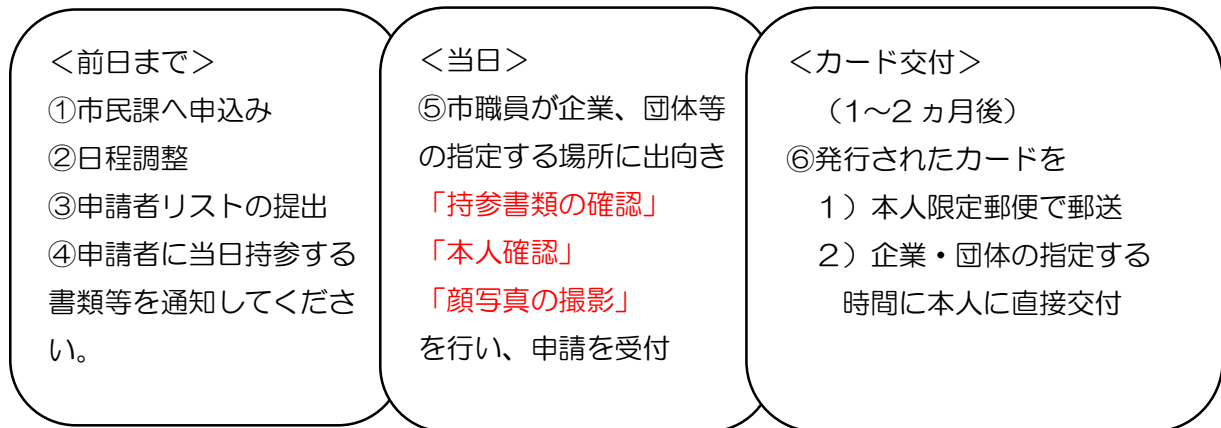 ＜前日まで＞
①市民課へ申込み
②日程調整
③申請者リストの提出
④申請者に当日持参する
書類等を通知してくださ
い。
＜当日＞
⑤市職員が企業、団体等
の指定する場所に出向き
「持参書類の確認」
「本人確認」
「顔写真の撮影」
を行い、申請を受付
＜カード交付＞
（1～2 ヵ月後）
⑥発行されたカードを
１）本人限定郵便で郵送
２）企業・団体の指定する
時間に本人に直接交付